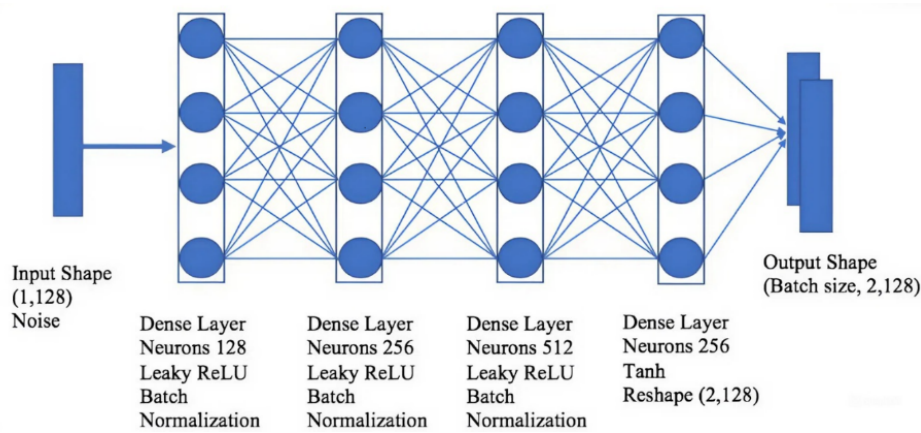 Input Shape
(1,128)
Noise
Dense Layer
Neurons 128
Leaky ReLU
Batch
Normalization
Dense Layer
Neurons 256
Leaky ReLU
Batch
Normalization
Dense Layer
Neurons 512
Leaky ReLU
Batch
Normalization
Dense Layer
Neurons 256
Tanh
Reshape (2,128)
Output Shape
(Batch size, 2,128)